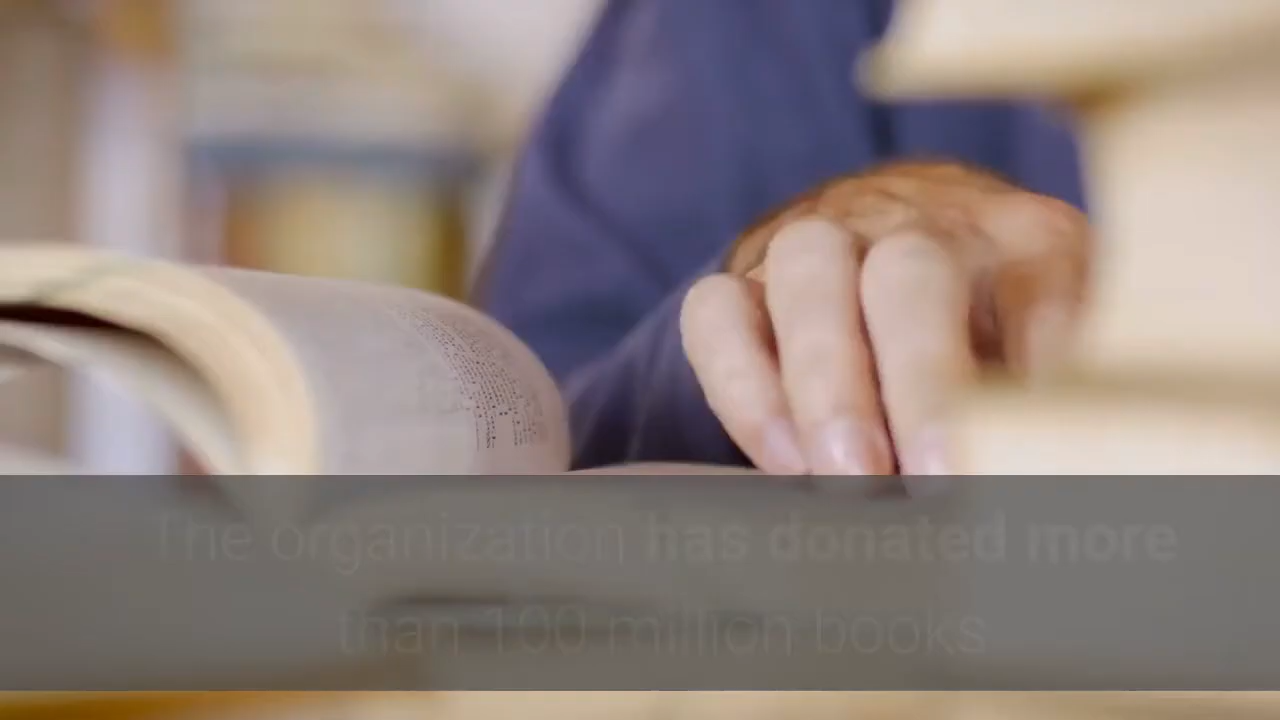 The organization has donated more
than 100 million books